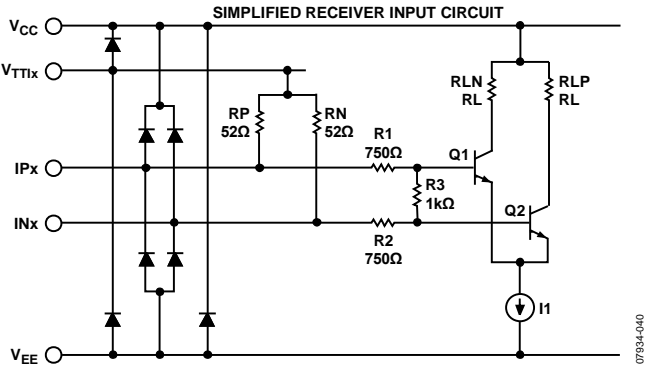 SIMPLIFIED RECEIVER INPUT CIRCUIT
VCC
VTTIx
RLN
RL
RLP
RL
RP
52Ω
RN
52Ω
R1
750Ω
Q1
IPx
R3
1kΩ
Q2
INx
R2
750Ω
I1
VEE
07934-040